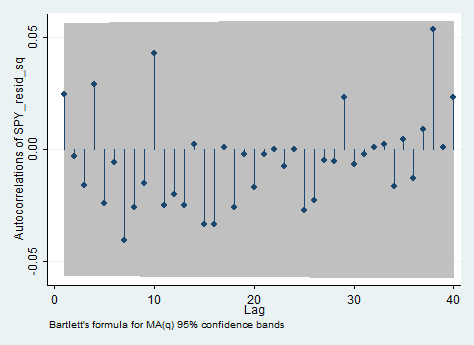 Autocorrelations of SPY_resid_sq
0.05
0.00
-0.05
0 10 20 30 40
Lag
Bartlett's formula for MA(q) 95% confidence bands